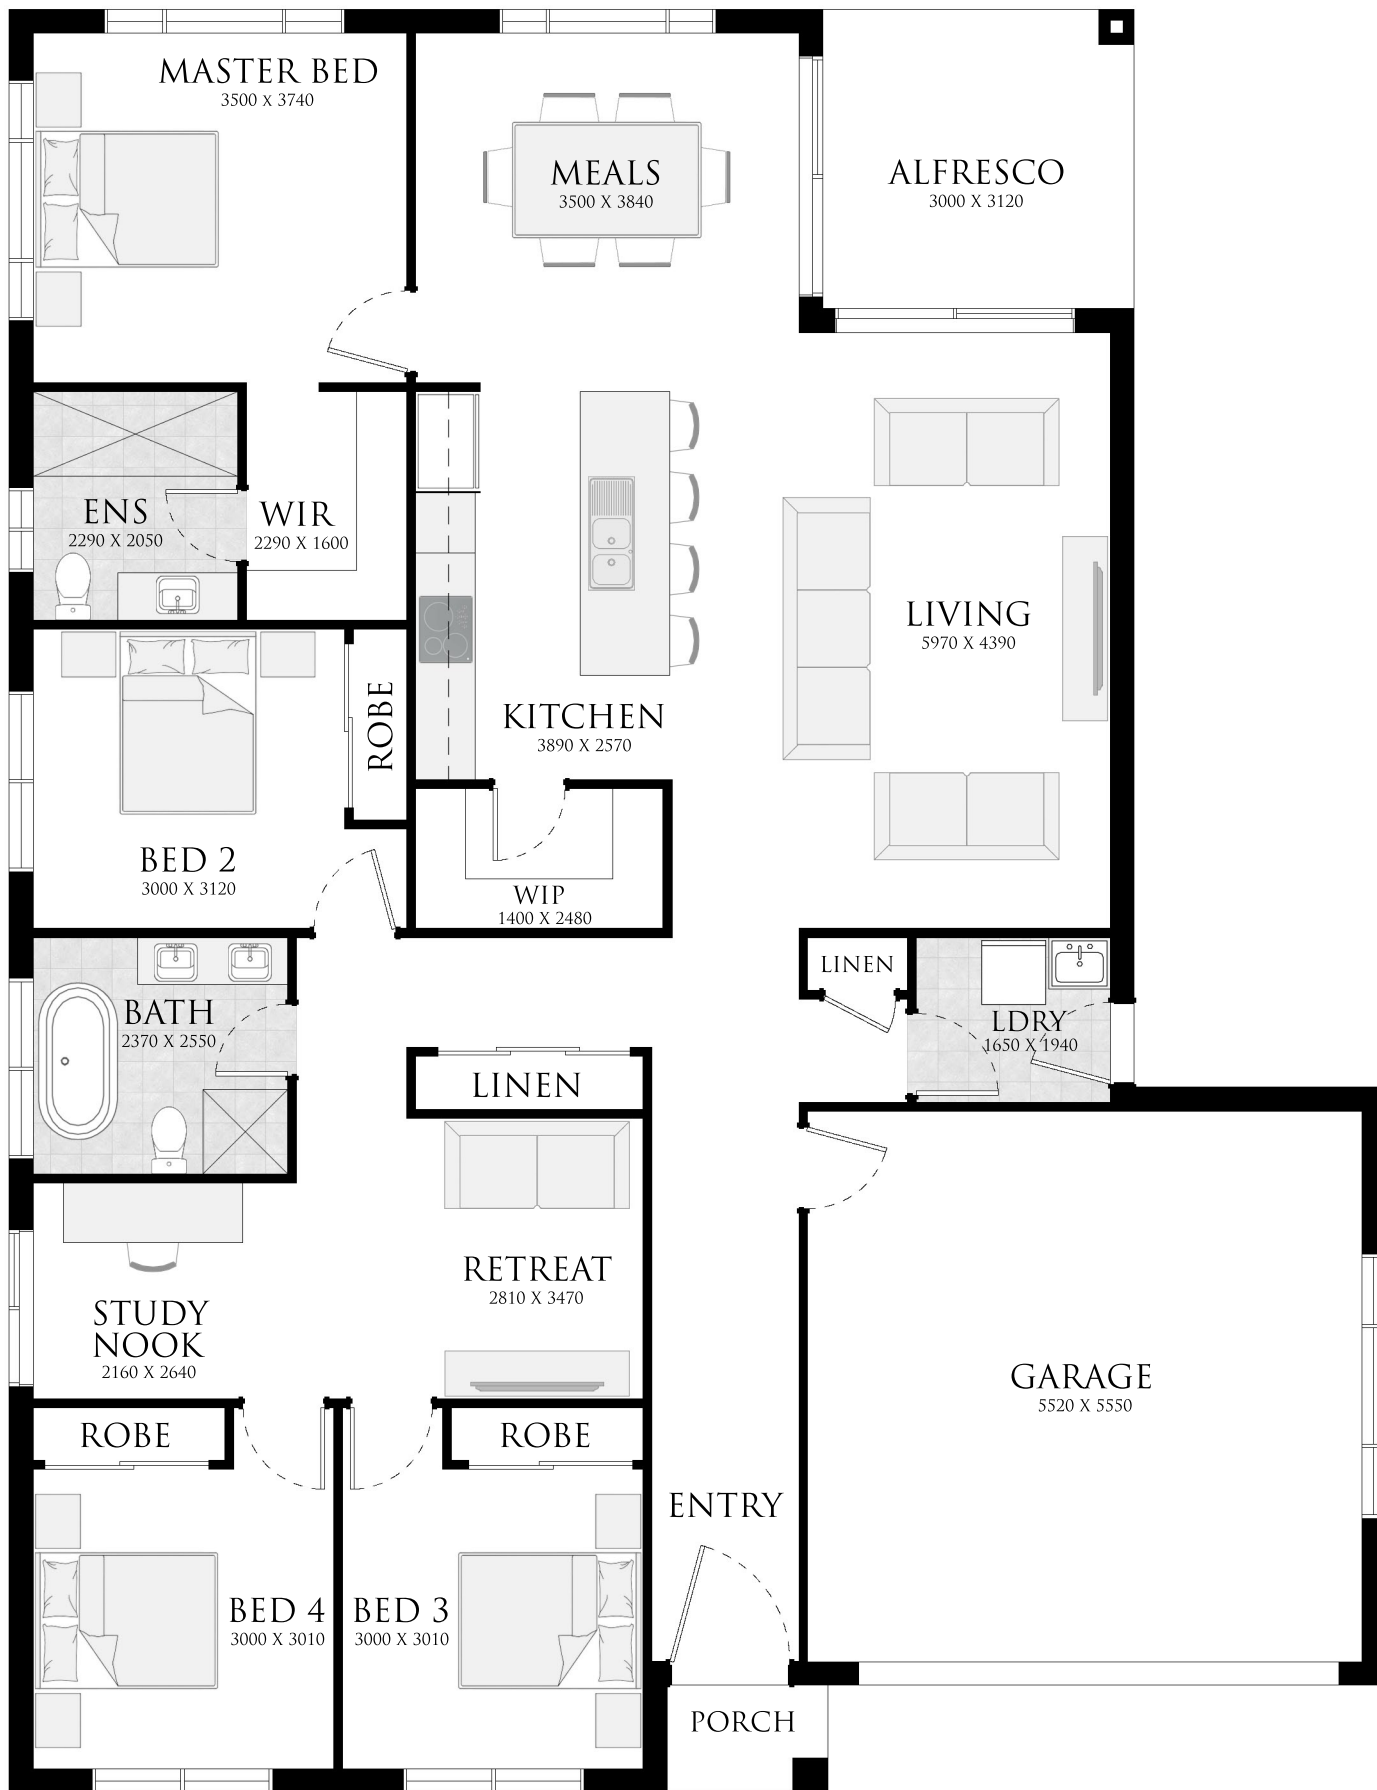 MASTER BED
3500 X 3740
MEALS
3500 X 3840
ALFRESCO
3000 X 3120
ENS
2290 X 2050
WIR
2290 X 1600
LIVING
5970 X 4390
ROBE
KITCHEN
3890 X 2570
BED 2
3000 X 3120
WIP
1400 X 2480
LINEN
BATH
2370 X 2550
LDRY
1650 X 1940
LINEN
RETREAT
2810 X 3470
STUDY
NOOK
2160 X 2640
GARAGE
5520 X 5550
ROBE
ROBE
ENTRY
BED 4
3000 X 3010
BED 3
3000 X 3010
PORCH